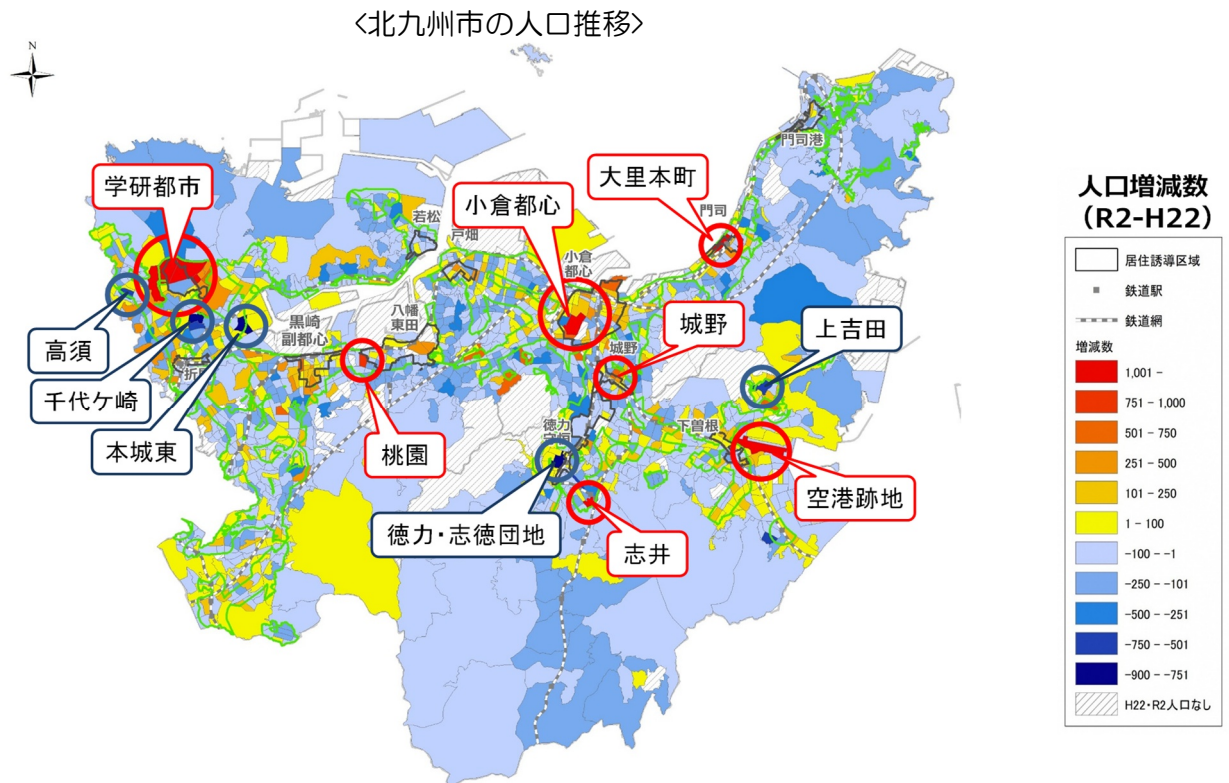 <北九州市の人口推移>
N
学研都市
小倉都心
大里本町
門司港
門司
若松
戸畑
小倉
都心
城野
城野
上吉田
高須
千代ケ崎
本城東
黒崎
副都心
八幡
東田
桃園
徳力
下曽根
徳力・志徳団地
志井
空港跡地
人口増減数
(R2-H22)
居住誘導区域
鉄道駅
鉄道網
増減数
1,001 -
751 - 1,000
501 - 750
251 - 500
101 - 250
1 - 100
-100 - -1
-250 - -101
-500 - -251
-750 - -501
-900 - -751
H22・R2人口なし